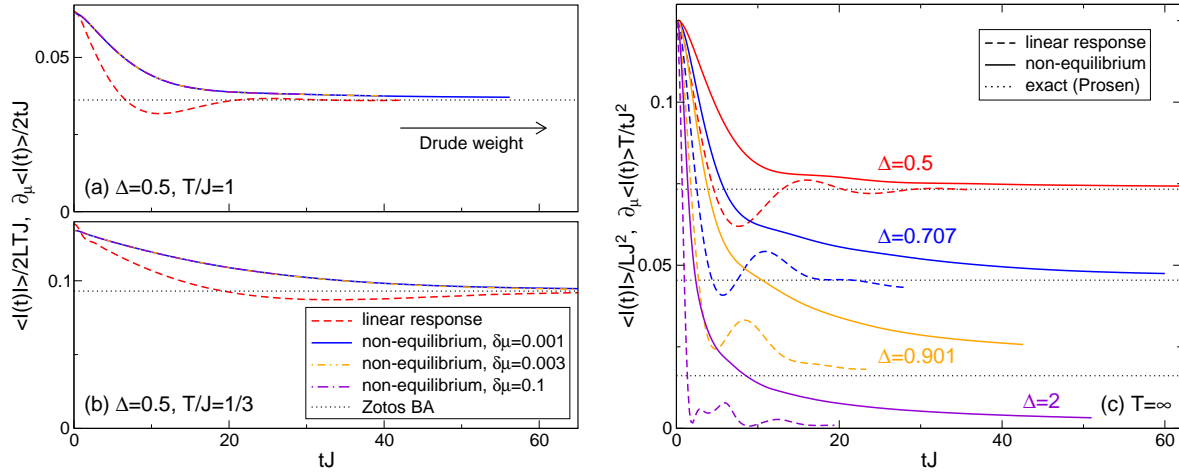 <I(t)|I>/2LTJ, ∂μ<I(t)>/2tJ
0.05
0
Drude weight
(a) Δ=0.5, T/J=1
0.1
linear response
non-equilibrium, δμ=0.001
non-equilibrium, δμ=0.003
non-equilibrium, δμ=0.1
Zotos BA
(b) Δ=0.5, T/J=1/3
0 20 40 60
tJ
<I(t)|I>/LJ², ∂μ<I(t)>T/tJ²
0.1
0.05
0
linear response
non-equilibrium
exact (Prosen)
Δ=0.5
Δ=0.707
Δ=0.901
Δ=2
(c) T=∞
0 20 40 60
tJ